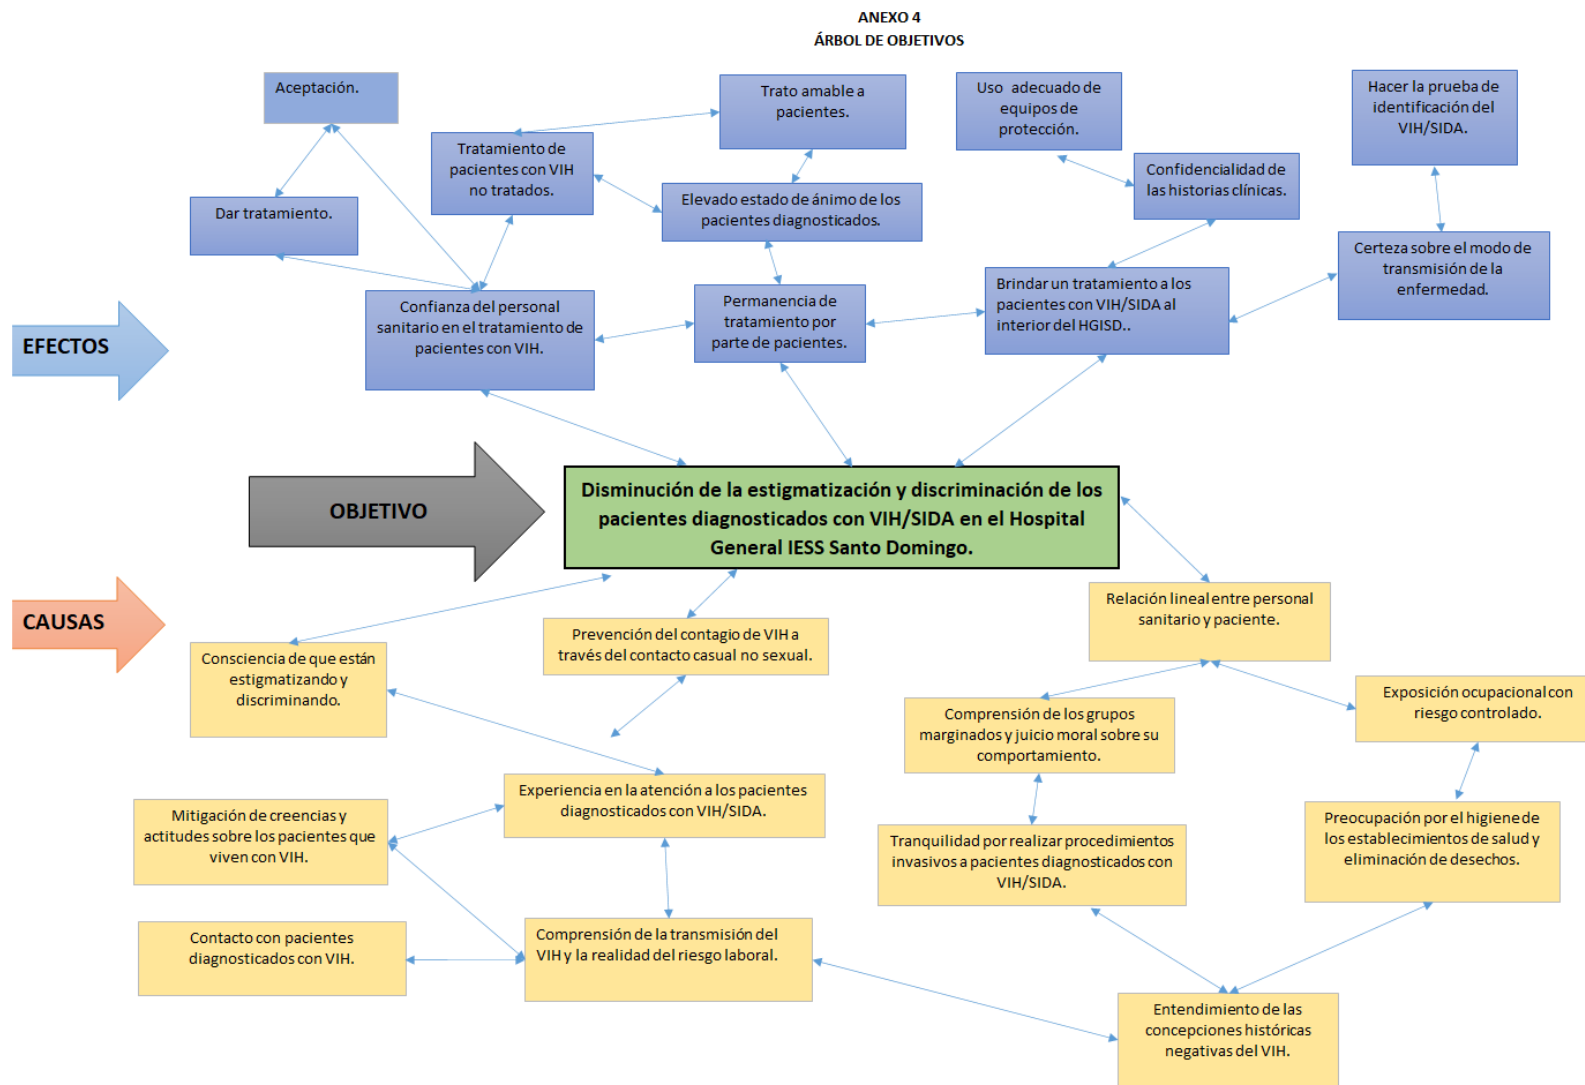 ANEXO 4
ÁRBOL DE OBJETIVOS
Aceptación.
Trato amable a
pacientes.
Uso adecuado de
equipos de
protección.
Hacer la prueba de
identificación del
VIH/SIDA.
Tratamiento de
pacientes con VIH
no tratados.
Confidencialidad de
las historias clínicas.
Dar tratamiento.
Elevado estado de ánimo de los
pacientes diagnosticados.
Certeza sobre el modo de
transmisión de la
enfermedad.
Confianza del personal
sanitario en el tratamiento de
pacientes con VIH.
Permanencia de
tratamiento por
parte de pacientes.
Brindar un tratamiento a los
pacientes con VIH/SIDA al
interior del HGISD..
EFECTOS
OBJETIVO
Disminución de la estigmatización y discriminación de los
pacientes diagnosticados con VIH/SIDA en el Hospital
General IESS Santo Domingo.
CAUSAS
Relación lineal entre personal
sanitario y paciente.
Prevención del contagio de VIH a
través del contacto casual no sexual.
Consciencia de que están
estigmatizando y
discriminando.
Exposición ocupacional con
riesgo controlado.
Comprensión de los grupos
marginados y juicio moral sobre su
comportamiento.
Experiencia en la atención a los pacientes
diagnosticados con VIH/SIDA.
Mitigación de creencias y
actitudes sobre los pacientes que
viven con VIH.
Preocupación por el higiene de
los establecimientos de salud y
eliminación de desechos.
Tranquilidad por realizar procedimientos
invasivos a pacientes diagnosticados con
VIH/SIDA.
Contacto con pacientes
diagnosticados con VIH.
Comprensión de la transmisión del
VIH y la realidad del riesgo laboral.
Entendimiento de las
concepciones históricas
negativas del VIH.